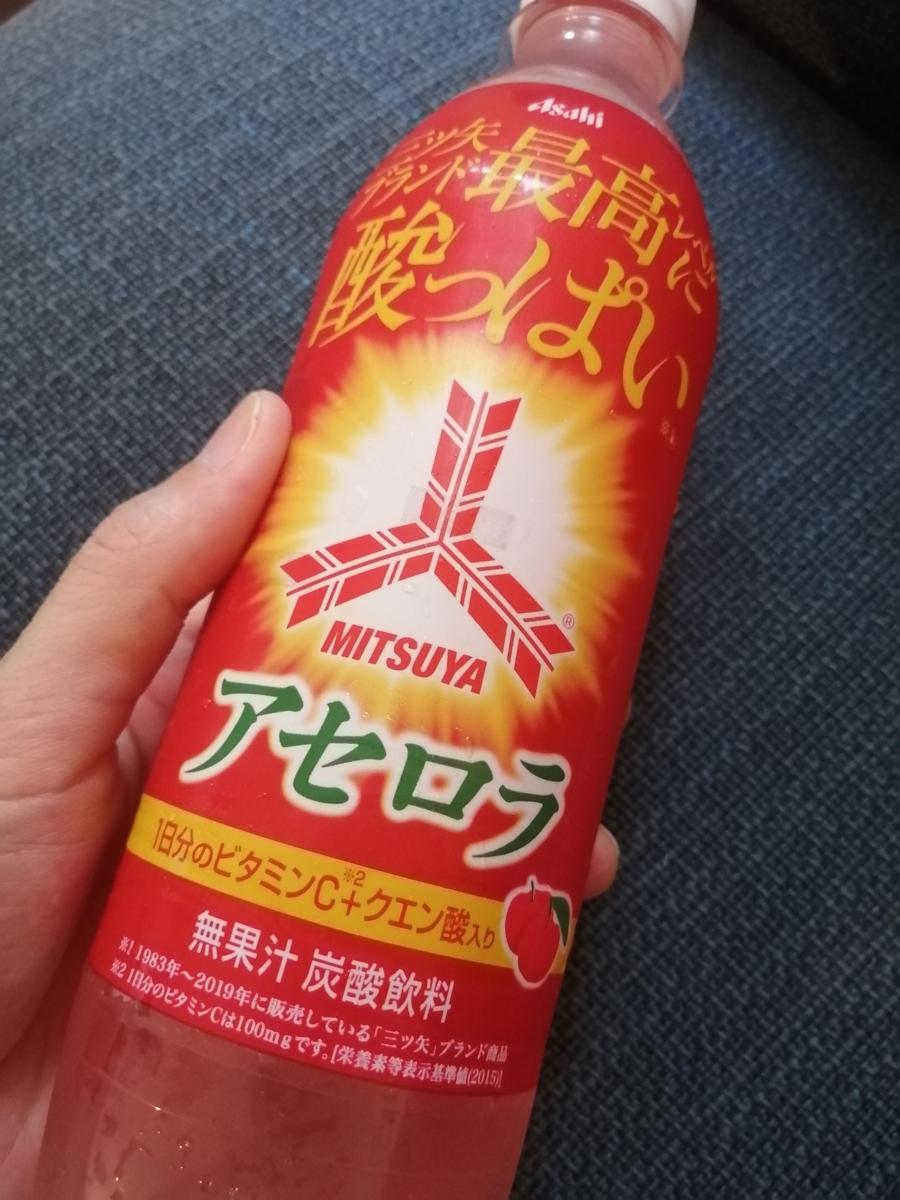 Asahi
三ツ矢
ブランド最高レベルに
酸っぱい
※1
MITSUYA
®
アセロラ
1日分のビタミンC※2+クエン酸入り
無果汁 炭酸飲料
※1 1983年～2019年に販売している「三ツ矢」ブランド商品
※2 1日分のビタミンCは100mgです。[栄養素等表示基準値(2015)]